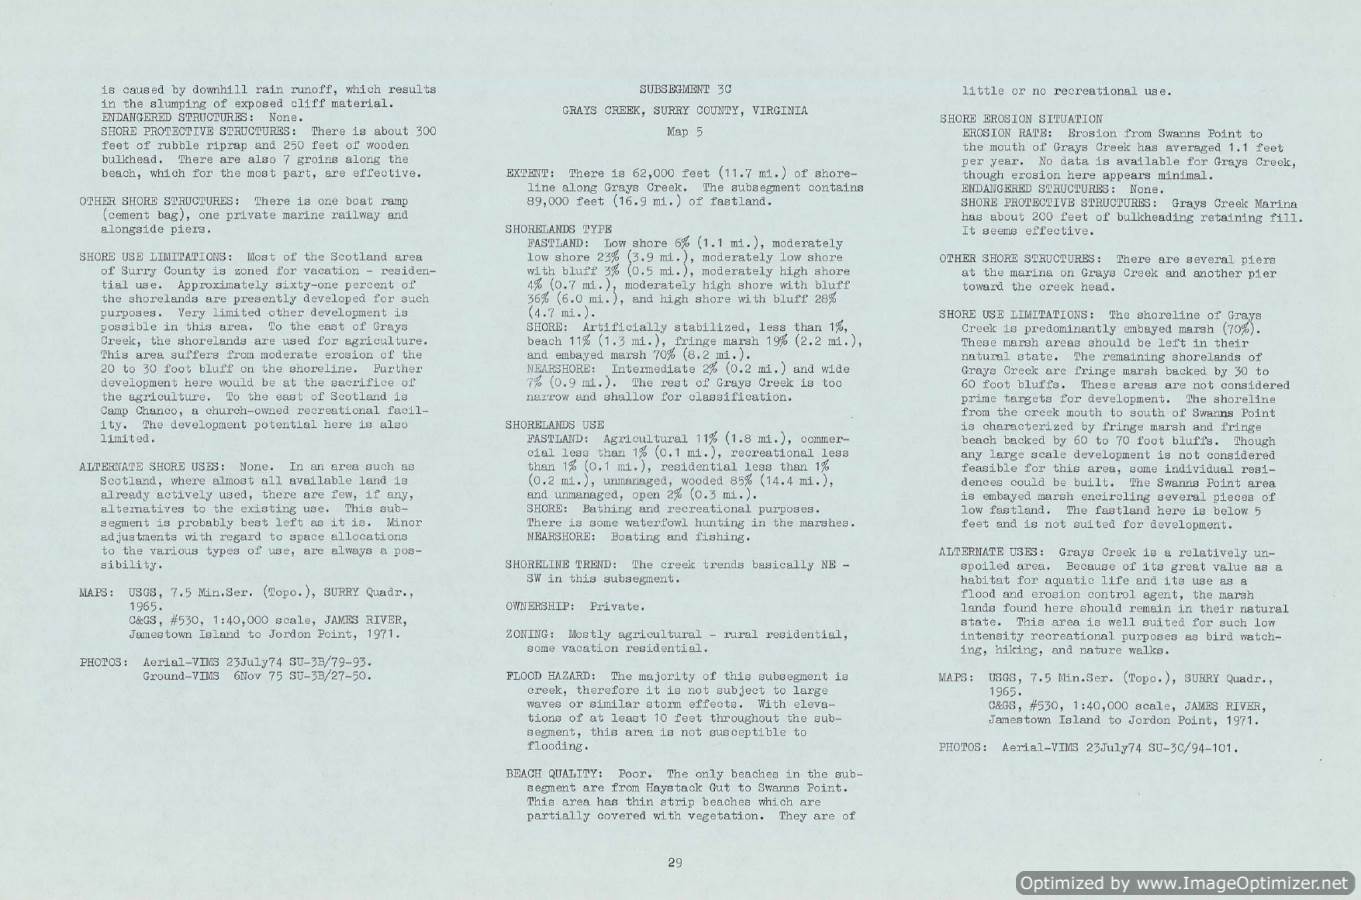 is caused by downhill rain runoff, which results
in the slumping of exposed cliff material.
ENDANGERED STRUCTURES: None.
SHORE PROTECTIVE STRUCTURES: There is about 300
feet of rubble riprap and 250 feet of wooden
bulkhead. There are also 7 groins along the
beach, which for the most part, are effective.
OTHER SHORE STRUCTURES: There is one boat ramp
(cement bag), one private marine railway and
alongside piers.
SHORE USE LIMITATIONS: Most of the Scotland area
of Surry County is zoned for vacation - residen-
tial use. Approximately sixty-one percent of
the shorelands are presently developed for such
purposes. Very limited other development is
possible in this area. To the east of Grays
Creek, the shorelands are used for agriculture.
This area suffers from moderate erosion of the
20 to 30 foot bluff on the shoreline. Further
development here would be at the sacrifice of
the agriculture. To the east of Scotland is
Camp Chanco, a church-owned recreational facil-
ity. The development potential here is also
limited.
ALTERNATE SHORE USES: None. In an area such as
Scotland, where almost all available land is
already actively used, there are few, if any,
alternatives to the existing use. This sub-
segment is probably best left as it is. Minor
adjustments with regard to space allocations
to the various types of use, are always a pos-
sibility.
MAPS: USGS, 7.5 Min.Ser. (Topo.), SURRY Quadr.,
1965.
C&GS, #530, 1:40,000 scale, JAMES RIVER,
Jamestown Island to Jordon Point, 1971.
PHOTOS: Aerial-VIMS 23July74 SU-3B/79-93.
Ground-VIMS 6Nov 75 SU-3B/27-50.
SUBSEGMENT 3C
GRAYS CREEK, SURRY COUNTY, VIRGINIA
Map 5
EXTENT: There is 62,000 feet (11.7 mi.) of shore-
line along Grays Creek. The subsegment contains
89,000 feet (16.9 mi.) of fastland.
SHORELANDS TYPE
FASTLAND: Low shore 6% (1.1 mi.), moderately
low shore 23% (3.9 mi.), moderately low shore
with bluff 3% (0.5 mi.), moderately high shore
4% (0.7 mi.), moderately high shore with bluff
36% (6.0 mi.), and high shore with bluff 28%
(4.7 mi.).
SHORE: Artificially stabilized, less than 1%,
beach 11% (1.3 mi.), fringe marsh 19% (2.2 mi.),
and embayed marsh 70% (8.2 mi.).
NEARSHORE: Intermediate 2% (0.2 mi.) and wide
7% (0.9 mi.). The rest of Grays Creek is too
narrow and shallow for classification.
SHORELANDS USE
FASTLAND: Agricultural 11% (1.8 mi.), commer-
cial less than 1% (0.1 mi.), recreational less
than 1% (0.1 mi.), residential less than 1%
(0.2 mi.), unmanaged, wooded 85% (14.4 mi.),
and unmanaged, open 2% (0.3 mi.).
SHORE: Bathing and recreational purposes.
There is some waterfowl hunting in the marshes.
NEARSHORE: Boating and fishing.
SHORELINE TREND: The creek trends basically NE -
SW in this subsegment.
OWNERSHIP: Private.
ZONING: Mostly agricultural - rural residential,
some vacation residential.
FLOOD HAZARD: The majority of this subsegment is
creek, therefore it is not subject to large
waves or similar storm effects. With eleva-
tions of at least 10 feet throughout the sub-
segment, this area is not susceptible to
flooding.
BEACH QUALITY: Poor. The only beaches in the sub-
segment are from Haystack Gut to Swanns Point.
This area has thin strip beaches which are
partially covered with vegetation. They are of
little or no recreational use.
SHORE EROSION SITUATION
EROSION RATE: Erosion from Swanns Point to
the mouth of Grays Creek has averaged 1.1 feet
per year. No data is available for Grays Creek,
though erosion here appears minimal.
ENDANGERED STRUCTURES: None.
SHORE PROTECTIVE STRUCTURES: Grays Creek Marina
has about 200 feet of bulkheading retaining fill.
It seems effective.
OTHER SHORE STRUCTURES: There are several piers
at the marina on Grays Creek and another pier
toward the creek head.
SHORE USE LIMITATIONS: The shoreline of Grays
Creek is predominantly embayed marsh (70%).
These marsh areas should be left in their
natural state. The remaining shorelands of
Grays Creek are fringe marsh backed by 30 to
60 foot bluffs. These areas are not considered
prime targets for development. The shoreline
from the creek mouth to south of Swanns Point
is characterized by fringe marsh and fringe
beach backed by 60 to 70 foot bluffs. Though
any large scale development is not considered
feasible for this area, some individual resi-
dences could be built. The Swanns Point area
is embayed marsh encircling several pieces of
low fastland. The fastland here is below 5
feet and is not suited for development.
ALTERNATE USES: Grays Creek is a relatively un-
spoiled area. Because of its great value as a
habitat for aquatic life and its use as a
flood and erosion control agent, the marsh
lands found here should remain in their natural
state. This area is well suited for such low
intensity recreational purposes as bird watch-
ing, hiking, and nature walks.
MAPS: USGS, 7.5 Min.Ser. (Topo.), SURRY Quadr.,
1965.
C&GS, #530, 1:40,000 scale, JAMES RIVER,
Jamestown Island to Jordon Point, 1971.
PHOTOS: Aerial-VIMS 23July74 SU-3C/94-101.
29
Optimized by www.ImageOptimizer.net